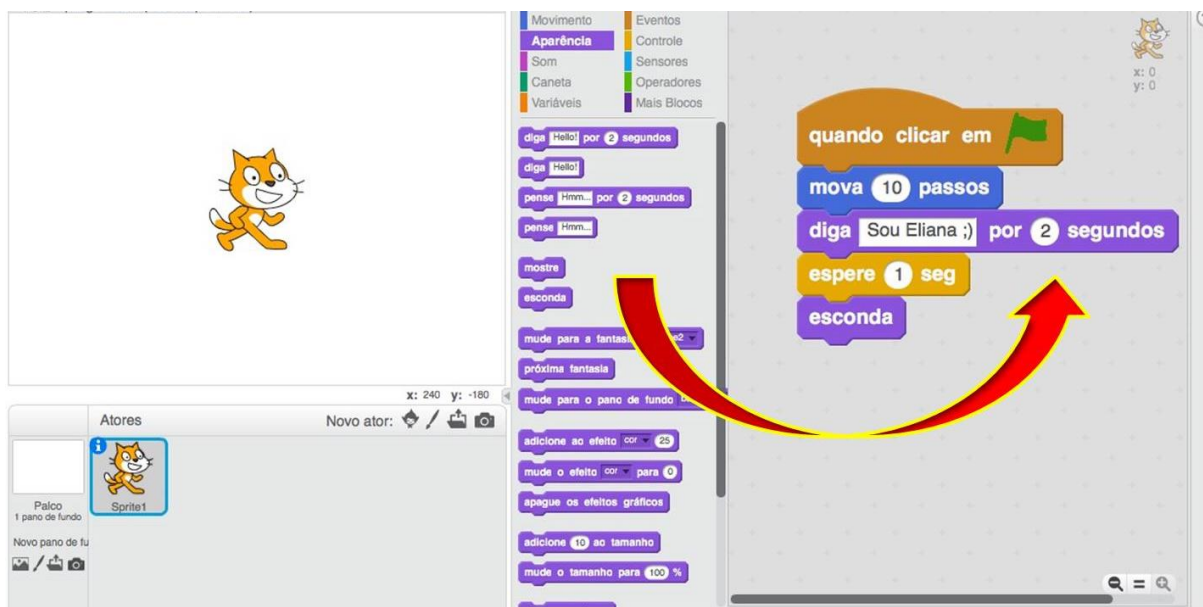 Movimento
Eventos
Aparência
Controle
Som
Sensores
Caneta
Operadores
Variáveis
Mais Blocos
diga Hello! por 2 segundos
diga Hello!
pense Hmm... por 2 segundos
pense Hmm...
mostre
esconda
mude para a fantasia
próxima fantasia
mude para o pano de fundo
adicione ao efeito cor 25
mude o efeito cor para 0
apague os efeitos gráficos
adicione 10 ao tamanho
mude o tamanho para 100 %
quando clicar em
mova 10 passos
diga Sou Eliana ;) por 2 segundos
espere 1 seg
esconda
x: 0
y: 0
x: 240 y: -180
Atores
Novo ator:
Palco
1 pano de fundo
Sprite1
Novo pano de fu